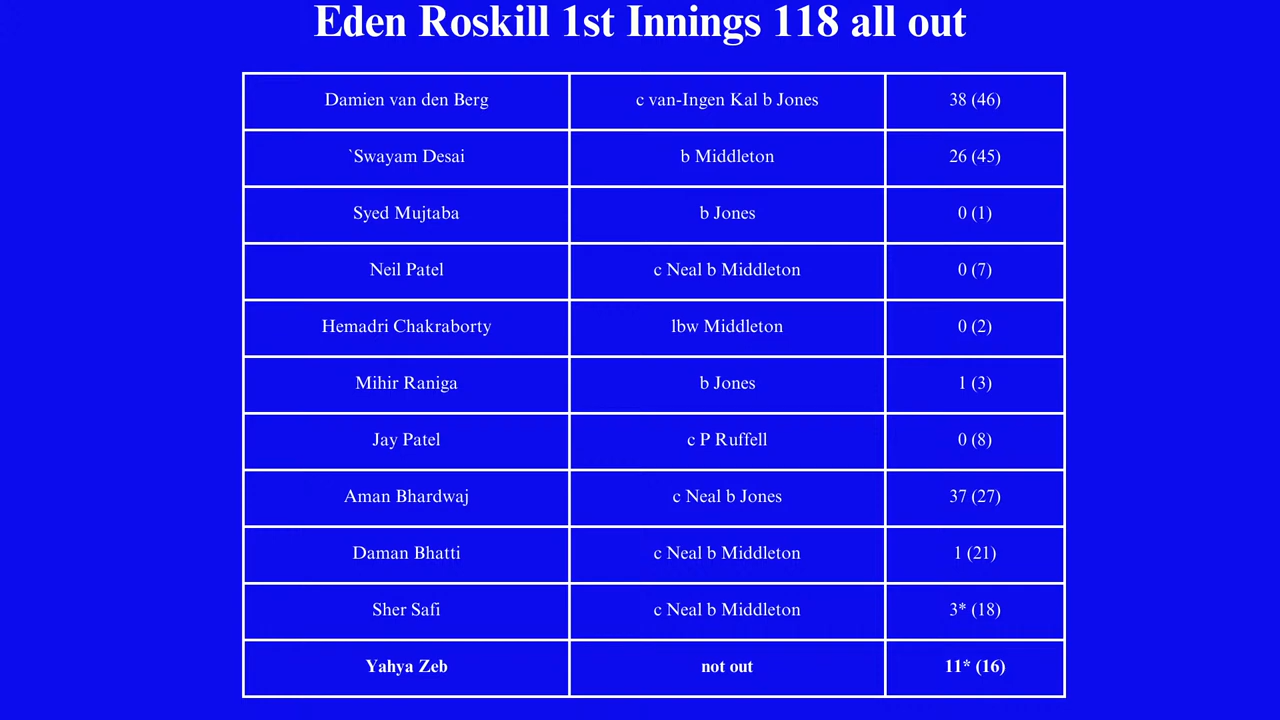 Eden Roskill 1st Innings 118 all out
Damien van den Berg c van-Ingen Kal b Jones 38 (46)
`Swayam Desai b Middleton 26 (45)
Syed Mujtaba b Jones 0 (1)
Neil Patel c Neal b Middleton 0 (7)
Hemadri Chakraborty lbw Middleton 0 (2)
Mihir Raniga b Jones 1 (3)
Jay Patel c P Ruffell 0 (8)
Aman Bhardwaj c Neal b Jones 37 (27)
Daman Bhatti c Neal b Middleton 1 (21)
Sher Safi c Neal b Middleton 3* (18)
Yahya Zeb not out 11* (16)